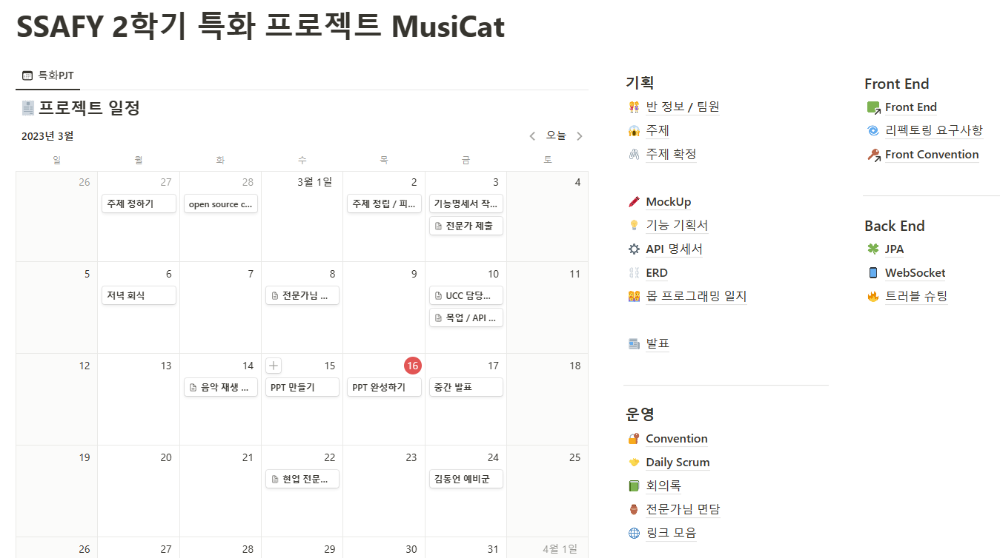 SSAFY 2학기 특화 프로젝트 MusiCat
특화PJT
프로젝트 일정
2023년 3월
오늘
일 월 화 수 목 금 토
26 27 28 3월 1일 2 3 4
주제 정하기 open source c... 주제 정립 / 피... 기능명세서 작...
전문가 제출
5 6 7 8 9 10 11
저녁 회식 전문가님 ... UCC 담당...
목업 / API ...
12 13 14 15 16 17 18
음악 재생 ... PPT 만들기 PPT 완성하기 중간 발표
19 20 21 22 23 24 25
현업 전문... 김동언 예비군
26 27 28 29 30 31 4월 1일
기획
반 정보 / 팀원
주제
주제 확정
MockUp
기능 기획서
API 명세서
ERD
몹 프로그래밍 일지
발표
운영
Convention
Daily Scrum
회의록
전문가님 면담
링크 모음
Front End
Front End
리펙토링 요구사항
Front Convention
Back End
JPA
WebSocket
트러블 슈팅